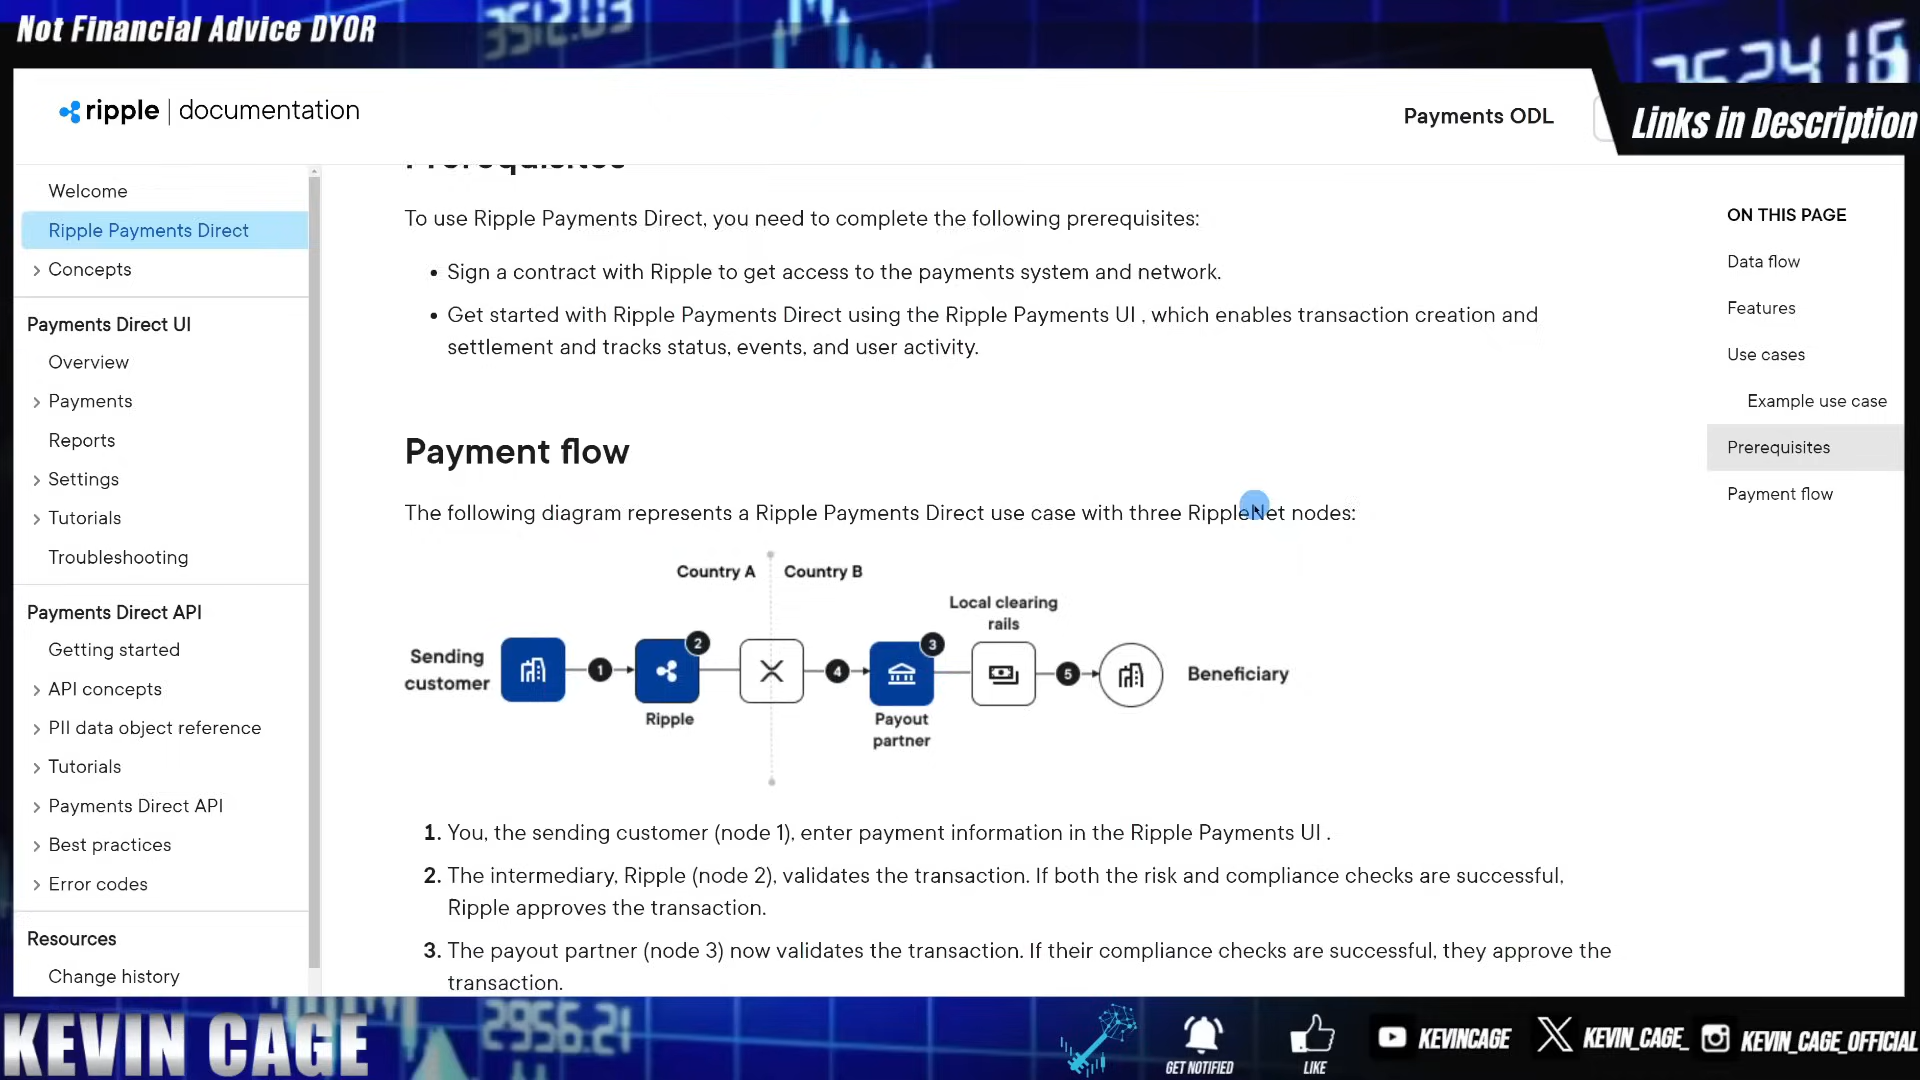 Not Financial Advice DYOR
3512.03
ripple | documentation
Payments ODL
Links in Description
Welcome
Ripple Payments Direct
Concepts
Payments Direct UI
Overview
Payments
Reports
Settings
Tutorials
Troubleshooting
Payments Direct API
Getting started
API concepts
PII data object reference
Tutorials
Payments Direct API
Best practices
Error codes
Resources
Change history
Prerequisites
To use Ripple Payments Direct, you need to complete the following prerequisites:
• Sign a contract with Ripple to get access to the payments system and network.
• Get started with Ripple Payments Direct using the Ripple Payments UI , which enables transaction creation and
settlement and tracks status, events, and user activity.
Payment flow
The following diagram represents a Ripple Payments Direct use case with three RippleNet nodes:
Country A
Country B
Local clearing
rails
Sending
customer
1
2
Ripple
4
3
Payout
partner
5
Beneficiary
1. You, the sending customer (node 1), enter payment information in the Ripple Payments UI .
2. The intermediary, Ripple (node 2), validates the transaction. If both the risk and compliance checks are successful,
Ripple approves the transaction.
3. The payout partner (node 3) now validates the transaction. If their compliance checks are successful, they approve the
transaction.
ON THIS PAGE
Data flow
Features
Use cases
Example use case
Prerequisites
Payment flow
KEVIN CAGE
2956.21
GET NOTIFIED
LIKE
KEVINCAGE
KEVIN_CAGE_
KEVIN_CAGE_OFFICIAL